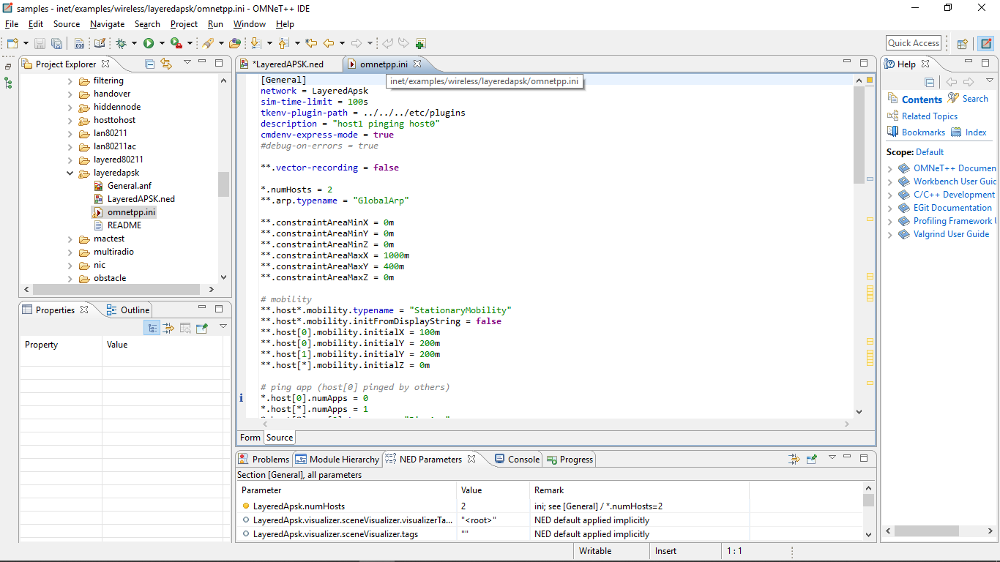 samples - inet/examples/wireless/layeredapsk/omnetpp.ini - OMNeT++ IDE
File Edit Source Navigate Search Project Run Window Help
Quick Access
Project Explorer
filtering
handover
hiddennode
hosttohost
lan80211
lan80211ac
layered80211
layeredapsk
General.anf
LayeredAPSK.ned
omnetpp.ini
README
mactest
multiradio
nic
obstacle
Properties Outline
Property Value
*LayeredAPSK.ned omnetpp.ini
inet/examples/wireless/layeredapsk/omnetpp.ini
[General]
network = LayeredApsk
sim-time-limit = 100s
tkenv-plugin-path = ../../../etc/plugins
description = "host1 pinging host0"
cmdenv-express-mode = true
#debug-on-errors = true
**.vector-recording = false
*.numHosts = 2
**.arp.typename = "GlobalArp"
**.constraintAreaMinX = 0m
**.constraintAreaMinY = 0m
**.constraintAreaMinZ = 0m
**.constraintAreaMaxX = 1000m
**.constraintAreaMaxY = 400m
**.constraintAreaMaxZ = 0m
# mobility
**.host*.mobility.typename = "StationaryMobility"
**.host*.mobility.initFromDisplayString = false
**.host[0].mobility.initialX = 100m
**.host[0].mobility.initialY = 200m
**.host[1].mobility.initialY = 200m
**.host[*].mobility.initialZ = 0m
# ping app (host[0] pinged by others)
*.host[0].numApps = 0
*.host[*].numApps = 1
Form Source
Problems Module Hierarchy NED Parameters Console Progress
Section [General], all parameters
Parameter Value Remark
LayeredApsk.numHosts 2 ini; see [General] / *.numHosts=2
LayeredApsk.visualizer.sceneVisualizer.visualizerTa... "<root>" NED default applied implicitly
LayeredApsk.visualizer.sceneVisualizer.tags "" NED default applied implicitly
Help
Contents Search
Related Topics
Bookmarks Index
Scope: Default
OMNeT++ Documen
Workbench User Guid
C/C++ Development
EGit Documentation
Profiling Framework U
Valgrind User Guide
Writable Insert 1 : 1